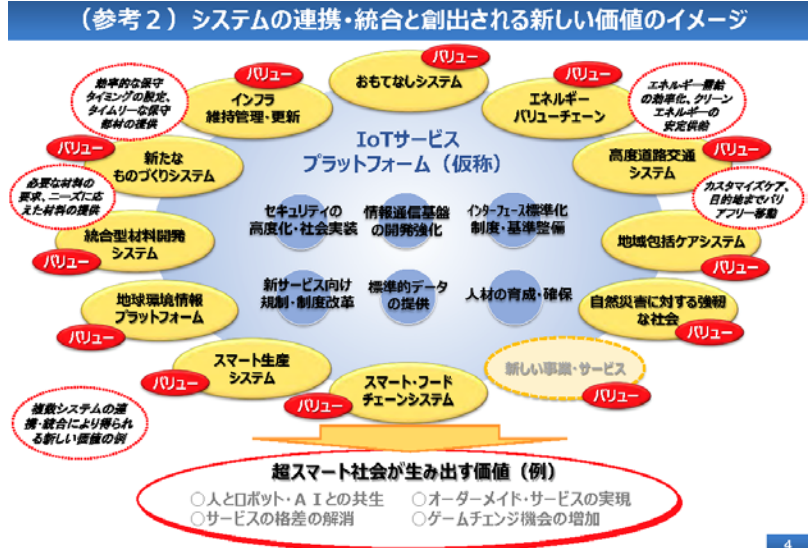 （参考２）システムの連携・統合と創出される新しい価値のイメージ
バリュー
おもてなしシステム
バリュー
インフラ
維持管理・更新
バリュー
エネルギー
バリューチェーン
効率的な保守
タイミングの設定、
タイムリーな保守
部材の提供
エネルギー需給
の効率化、クリーン
エネルギーの
安定供給
IoTサービス
プラットフォーム（仮称）
バリュー
新たな
ものづくりシステム
バリュー
高度道路交通
システム
必要な材料の
要求、ニーズに応
えた材料の提供
カスタマイズケア、
目的地までバリ
アフリー移動
セキュリティの
高度化・社会実装
情報通信基盤
の開発強化
インターフェース標準化
制度・基準整備
統合型材料開発
システム
バリュー
地域包括ケアシステム
バリュー
新サービス向け
規制・制度改革
標準的データ
の提供
人材の育成・確保
地球環境情報
プラットフォーム
バリュー
自然災害に対する強靭
な社会
バリュー
スマート生産
システム
バリュー
スマート・フード
チェーンシステム
バリュー
新しい事業・サービス
バリュー
複数システムの連
携・統合により得られ
る新しい価値の例
超スマート社会が生み出す価値（例）
○人とロボット・ＡＩとの共生
○オーダーメイド・サービスの実現
○サービスの格差の解消
○ゲームチェンジ機会の増加
4